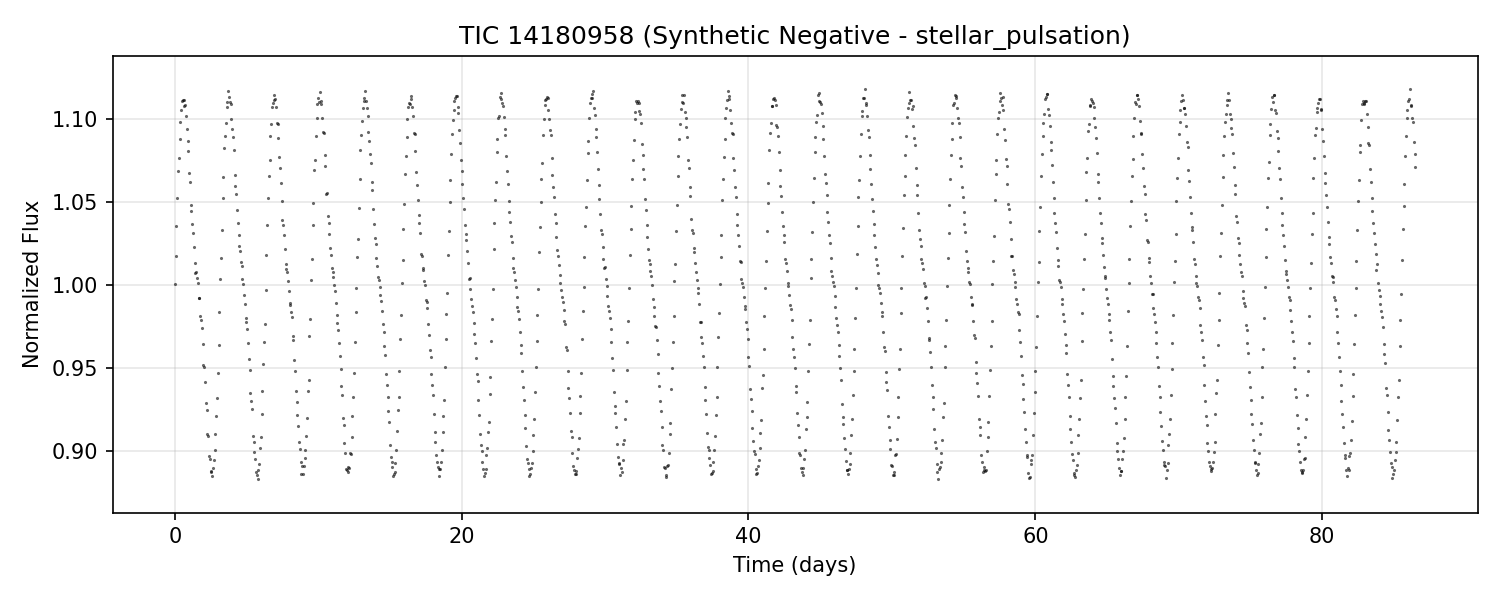 TIC 14180958 (Synthetic Negative - stellar_pulsation)
Normalized Flux
1.10
1.05
1.00
0.95
0.90
0 20 40 60 80
Time (days)